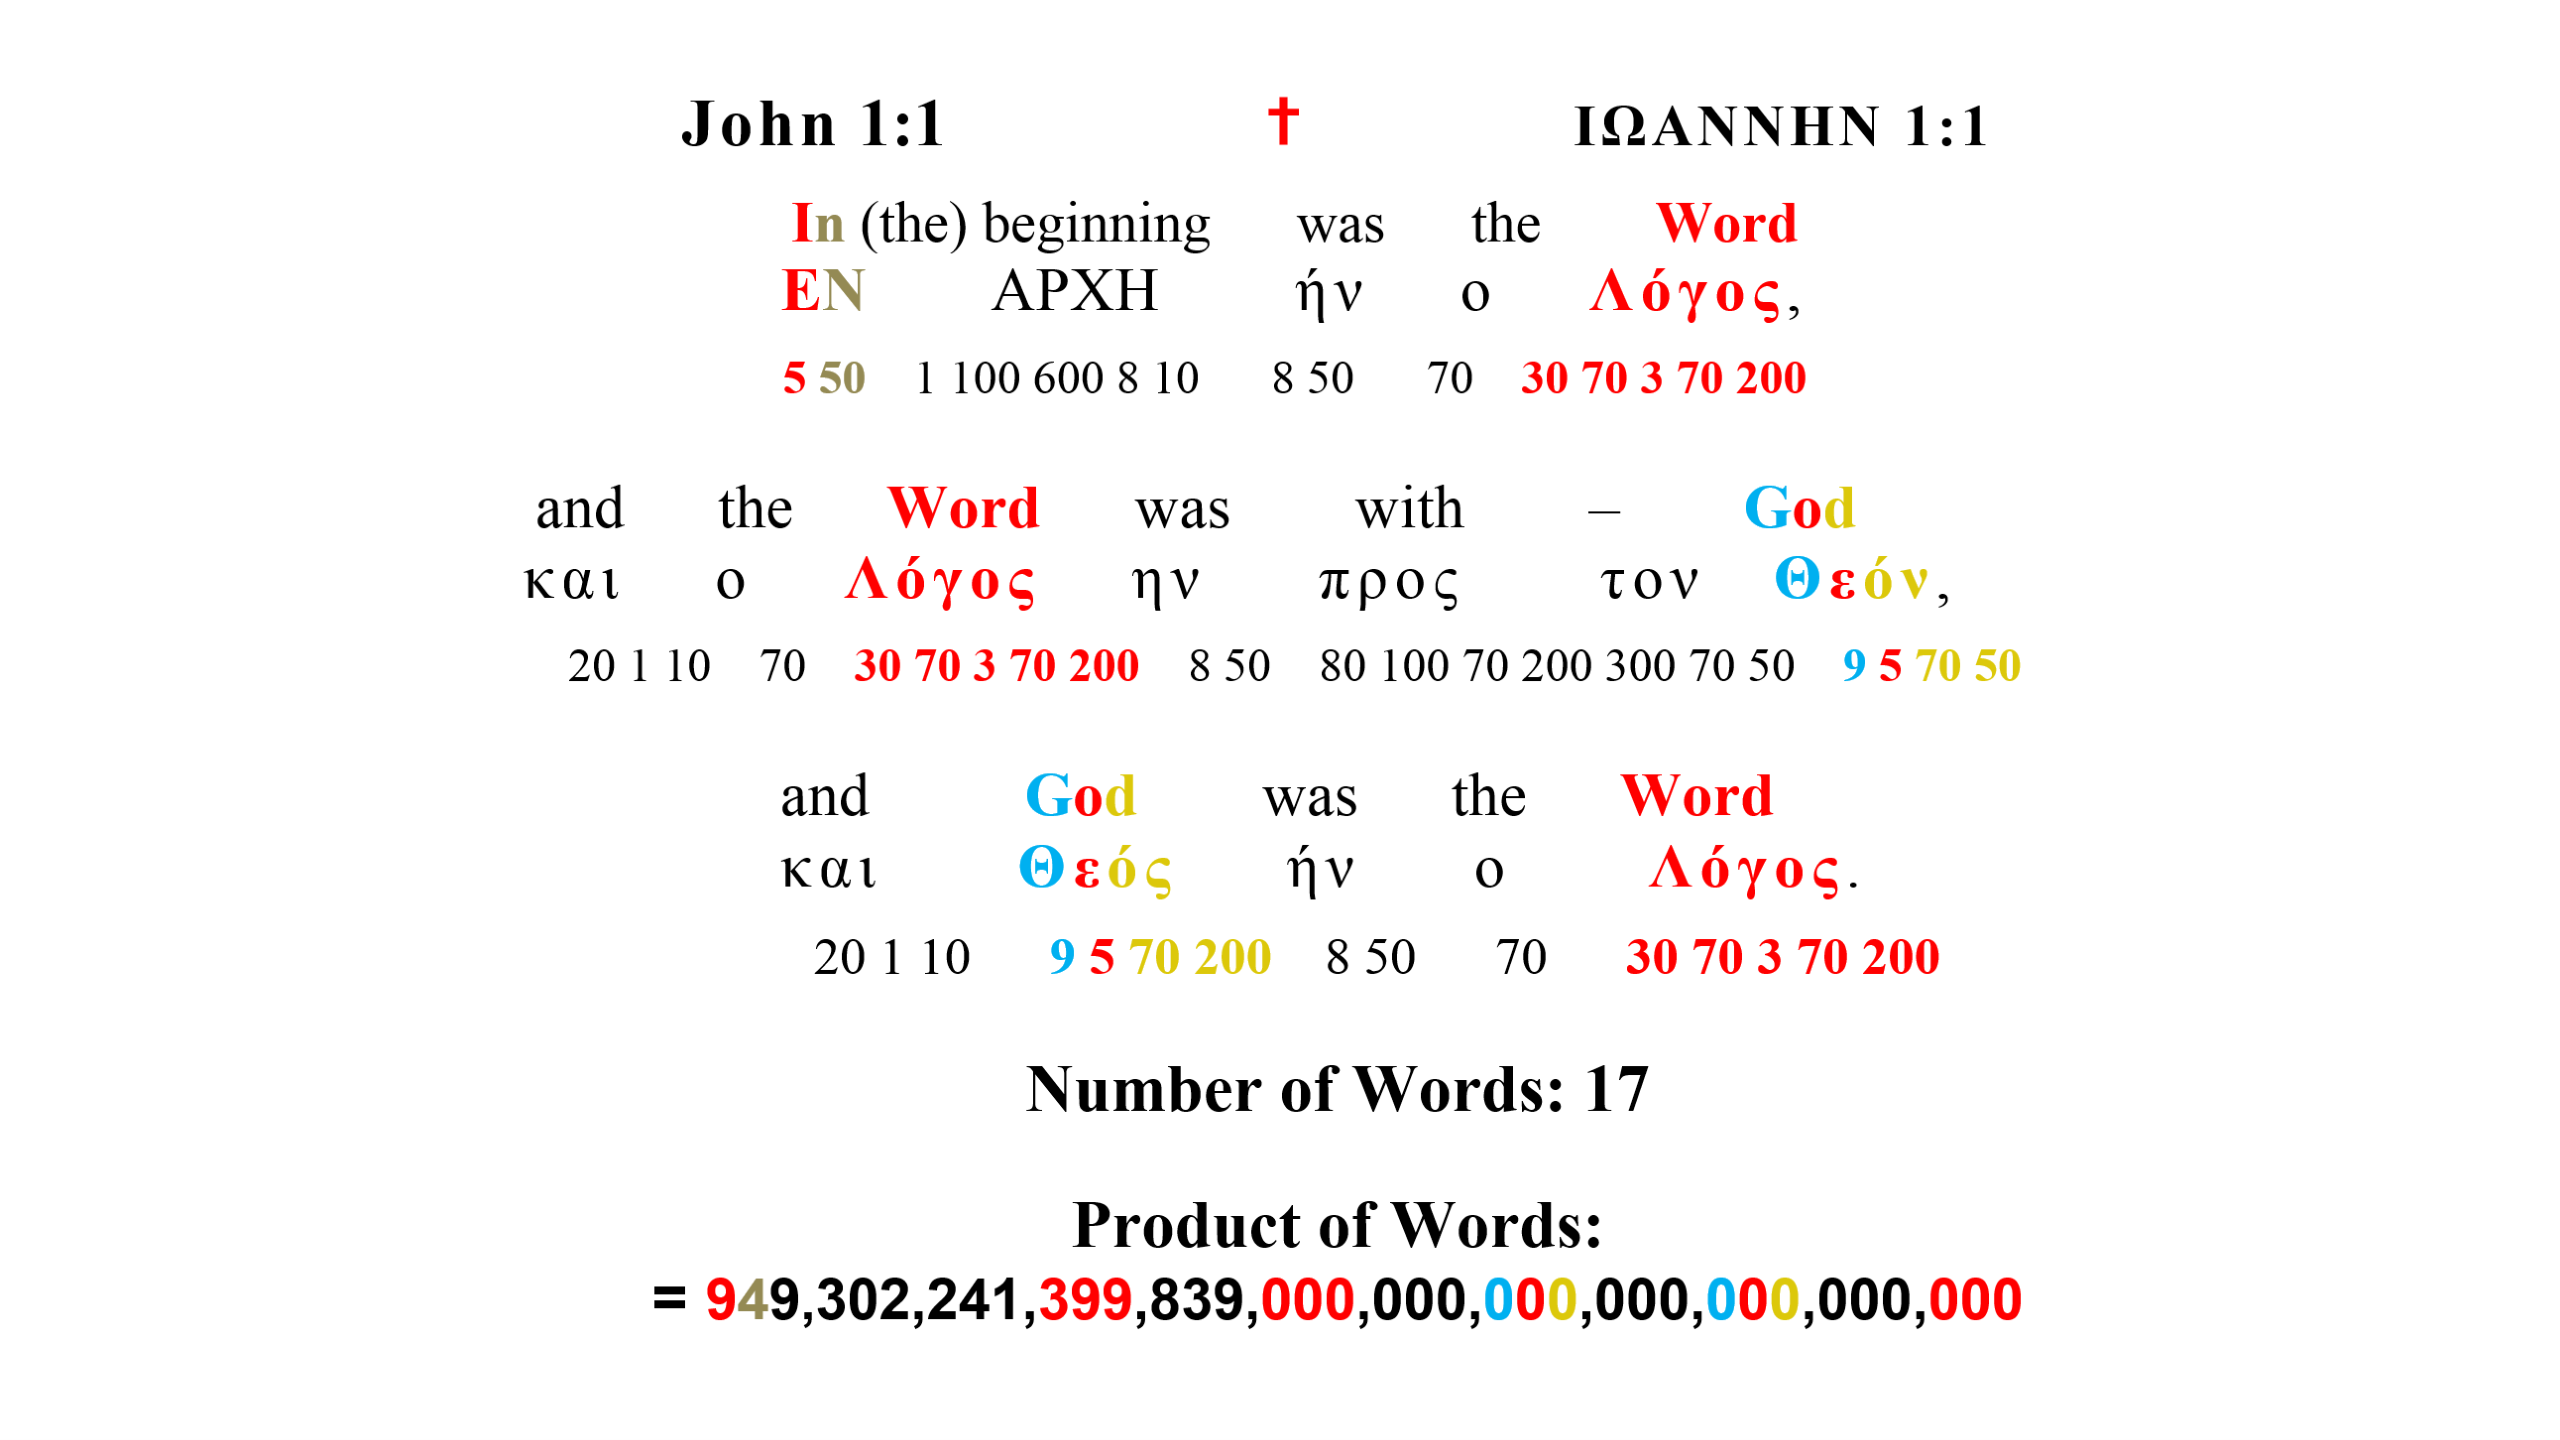 John 1:1 ✝ ΙΩΑΝΝΗΝ 1:1
In (the) beginning was the Word
ΕΝ ΑΡΧΗ ήν ο Λόγος,
5 50 1 100 600 8 10 8 50 70 30 70 3 70 200
and the Word was with – God
και ο Λόγος ην προς τον Θεόν,
20 1 10 70 30 70 3 70 200 8 50 80 100 70 200 300 70 50 9 5 70 50
and God was the Word
και Θεός ήν ο Λόγος.
20 1 10 9 5 70 200 8 50 70 30 70 3 70 200
Number of Words: 17
Product of Words:
= 949,302,241,399,839,000,000,000,000,000,000,000